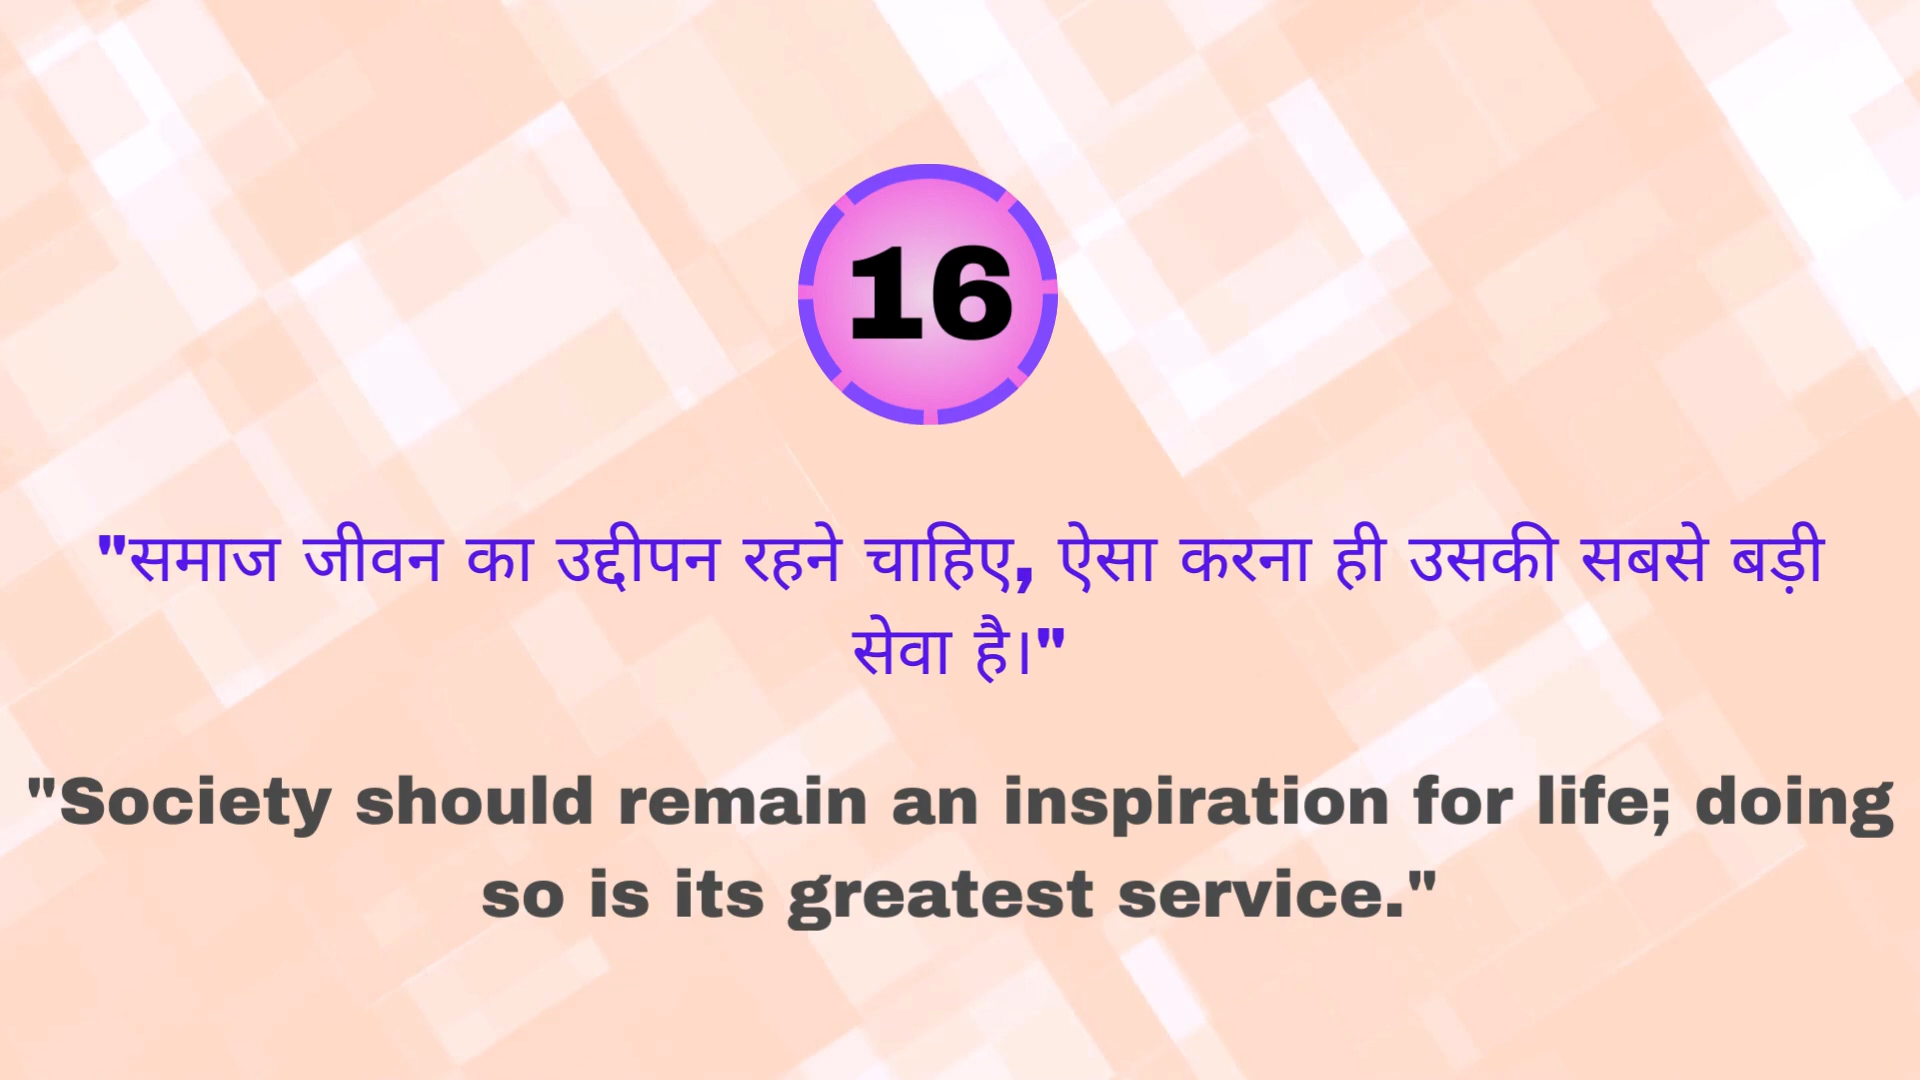 16
"समाज जीवन का उद्दीपन रहने चाहिए, ऐसा करना ही उसकी सबसे बड़ी
सेवा है।"
"Society should remain an inspiration for life; doing
so is its greatest service."